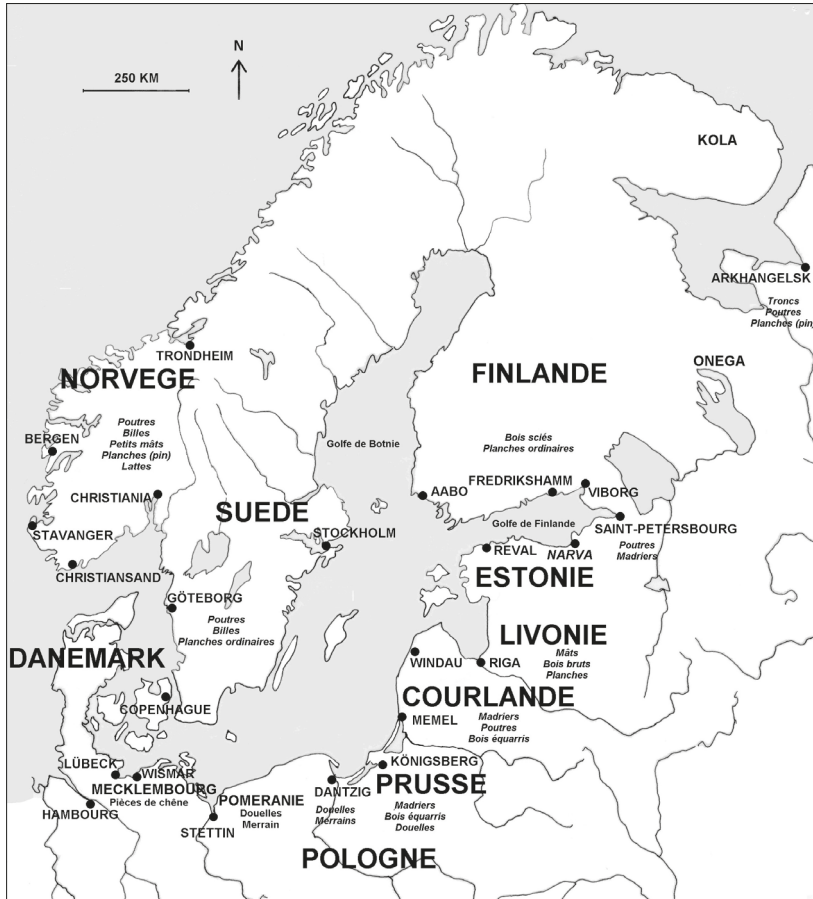 N
250 KM
KOLA
ARKHANGELSK
Troncs
Poutres
Planches (pin)
TRONDHEIM
NORVEGE
FINLANDE
ONEGA
Poutres
Billes
Petits mâts
Planches (pin)
Lattes
BERGEN
Golfe de Botnie
Bois sciés
Planches ordinaires
CHRISTIANIA
SUEDE
AABO
FREDRIKSHAMM
VIBORG
STAVANGER
STOCKHOLM
Golfe de Finlande
SAINT-PETERSBOURG
Poutres
Madriers
REVAL
NARVA
CHRISTIANSAND
ESTONIE
GÖTEBORG
Poutres
Billes
Planches ordinaires
LIVONIE
Mâts
Bois bruts
Planches
DANEMARK
WINDAU
RIGA
COURLANDE
COPENHAGUE
MEMEL
Madriers
Poutres
Bois équarris
LÜBECK
WISMAR
KÖNIGSBERG
MECKLEMBOURG
Pièces de chêne
POMERANIE
Douelles
Merrain
DANTZIG
Douelles
Merrains
PRUSSE
Madriers
Bois équarris
Douelles
HAMBOURG
STETTIN
POLOGNE